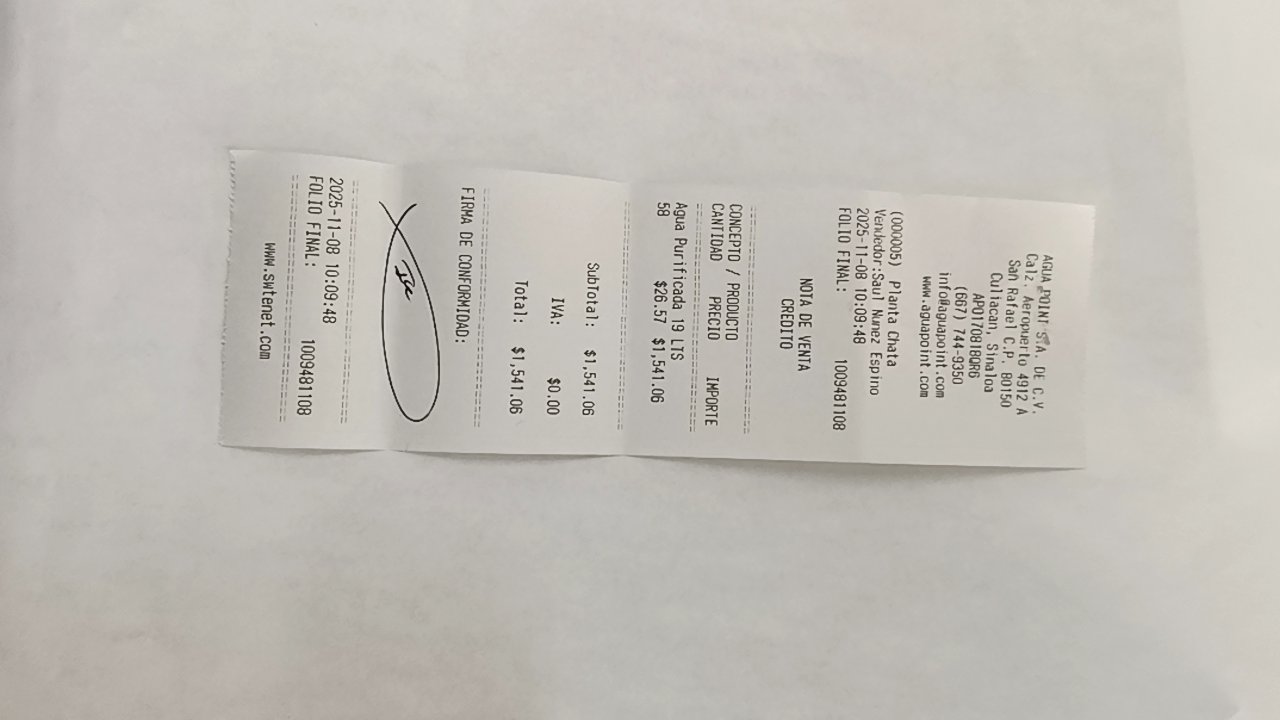 AGUA POINT S.A. DE C.V.
Calz. Aeropuerto 4912 A
San Rafael C.P. 80150
Culiacan, Sinaloa
APO170818QR6
(667) 744-9350
info@aguapoint.com
www.aguapoint.com
(000005) Planta Chata
Vendedor:Saul Nunez Espino
2025-11-08 10:09:48
FOLIO FINAL: 1009481108
NOTA DE VENTA
CREDITO
CONCEPTO / PRODUCTO
CANTIDAD PRECIO IMPORTE
Agua Purificada 19 LTS
58 $26.57 $1,541.06
SubTotal: $1,541.06
IVA: $0.00
Total: $1,541.06
FIRMA DE CONFORMIDAD:
2025-11-08 10:09:48
FOLIO FINAL: 1009481108
www.swtenet.com